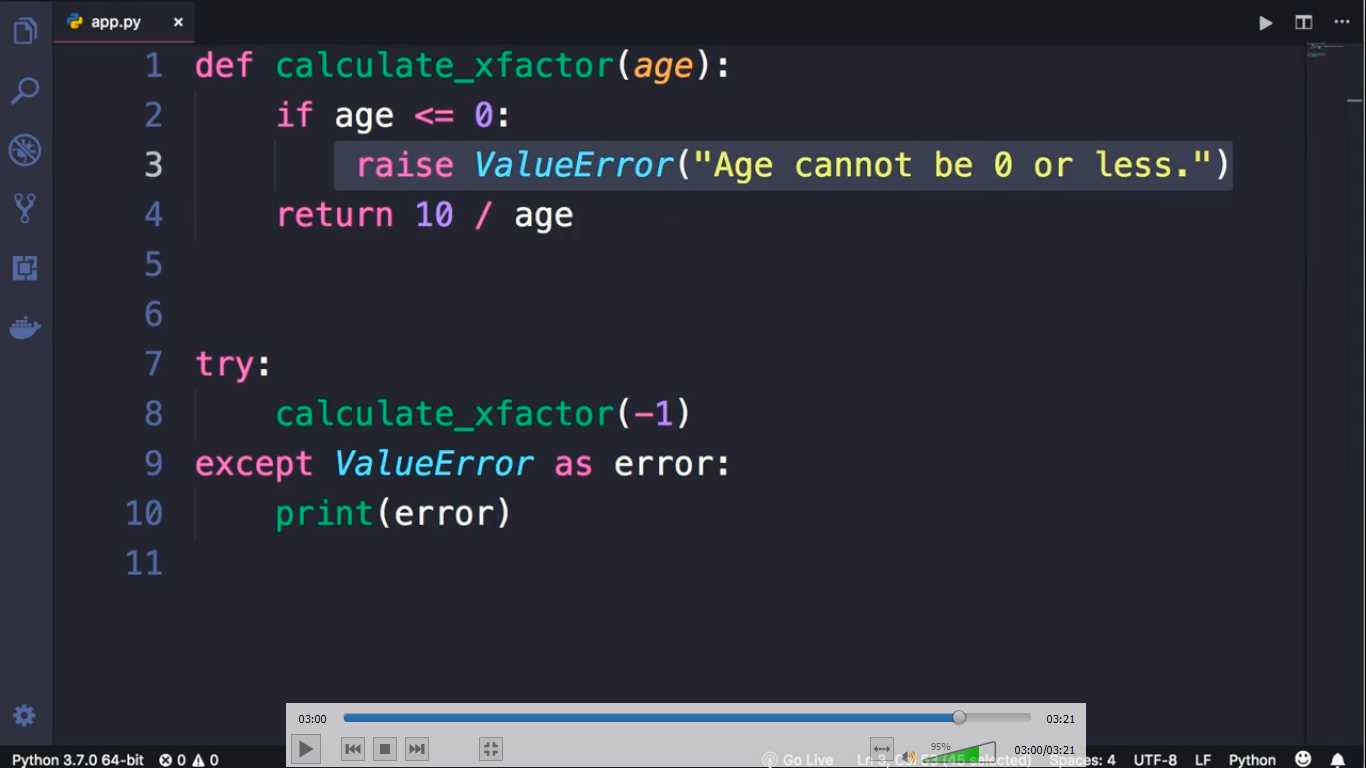 app.py
1 def calculate_xfactor(age):
2     if age <= 0:
3         raise ValueError("Age cannot be 0 or less.")
4     return 10 / age
5
6
7 try:
8     calculate_xfactor(-1)
9 except ValueError as error:
10     print(error)
11
03:00 03:21
95%
03:00/03:21
Python 3.7.0 64-bit 0 0 Go Live selected) Spaces: 4 UTF-8 LF Python